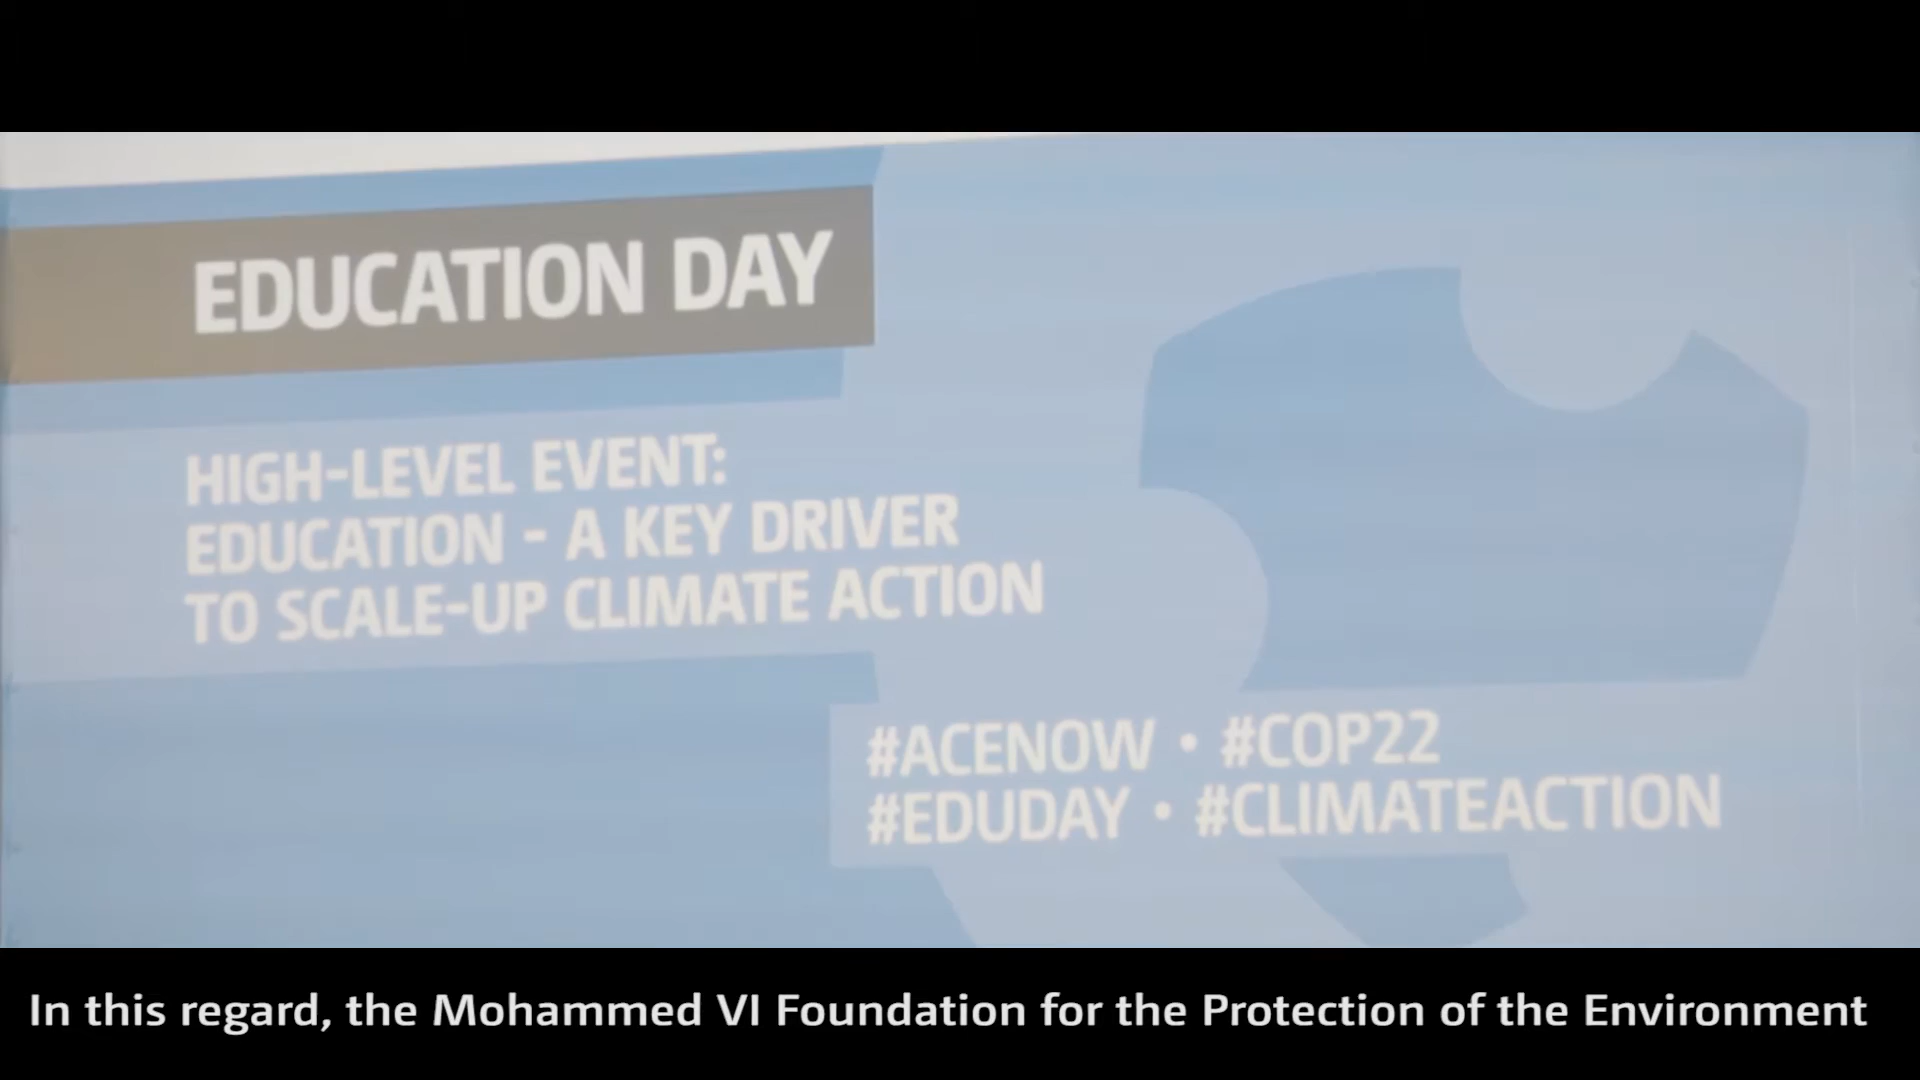 EDUCATION DAY
HIGH-LEVEL EVENT:
EDUCATION - A KEY DRIVER
TO SCALE-UP CLIMATE ACTION
#ACENOW • #COP22
#EDUDAY • #CLIMATEACTION
In this regard, the Mohammed VI Foundation for the Protection of the Environment